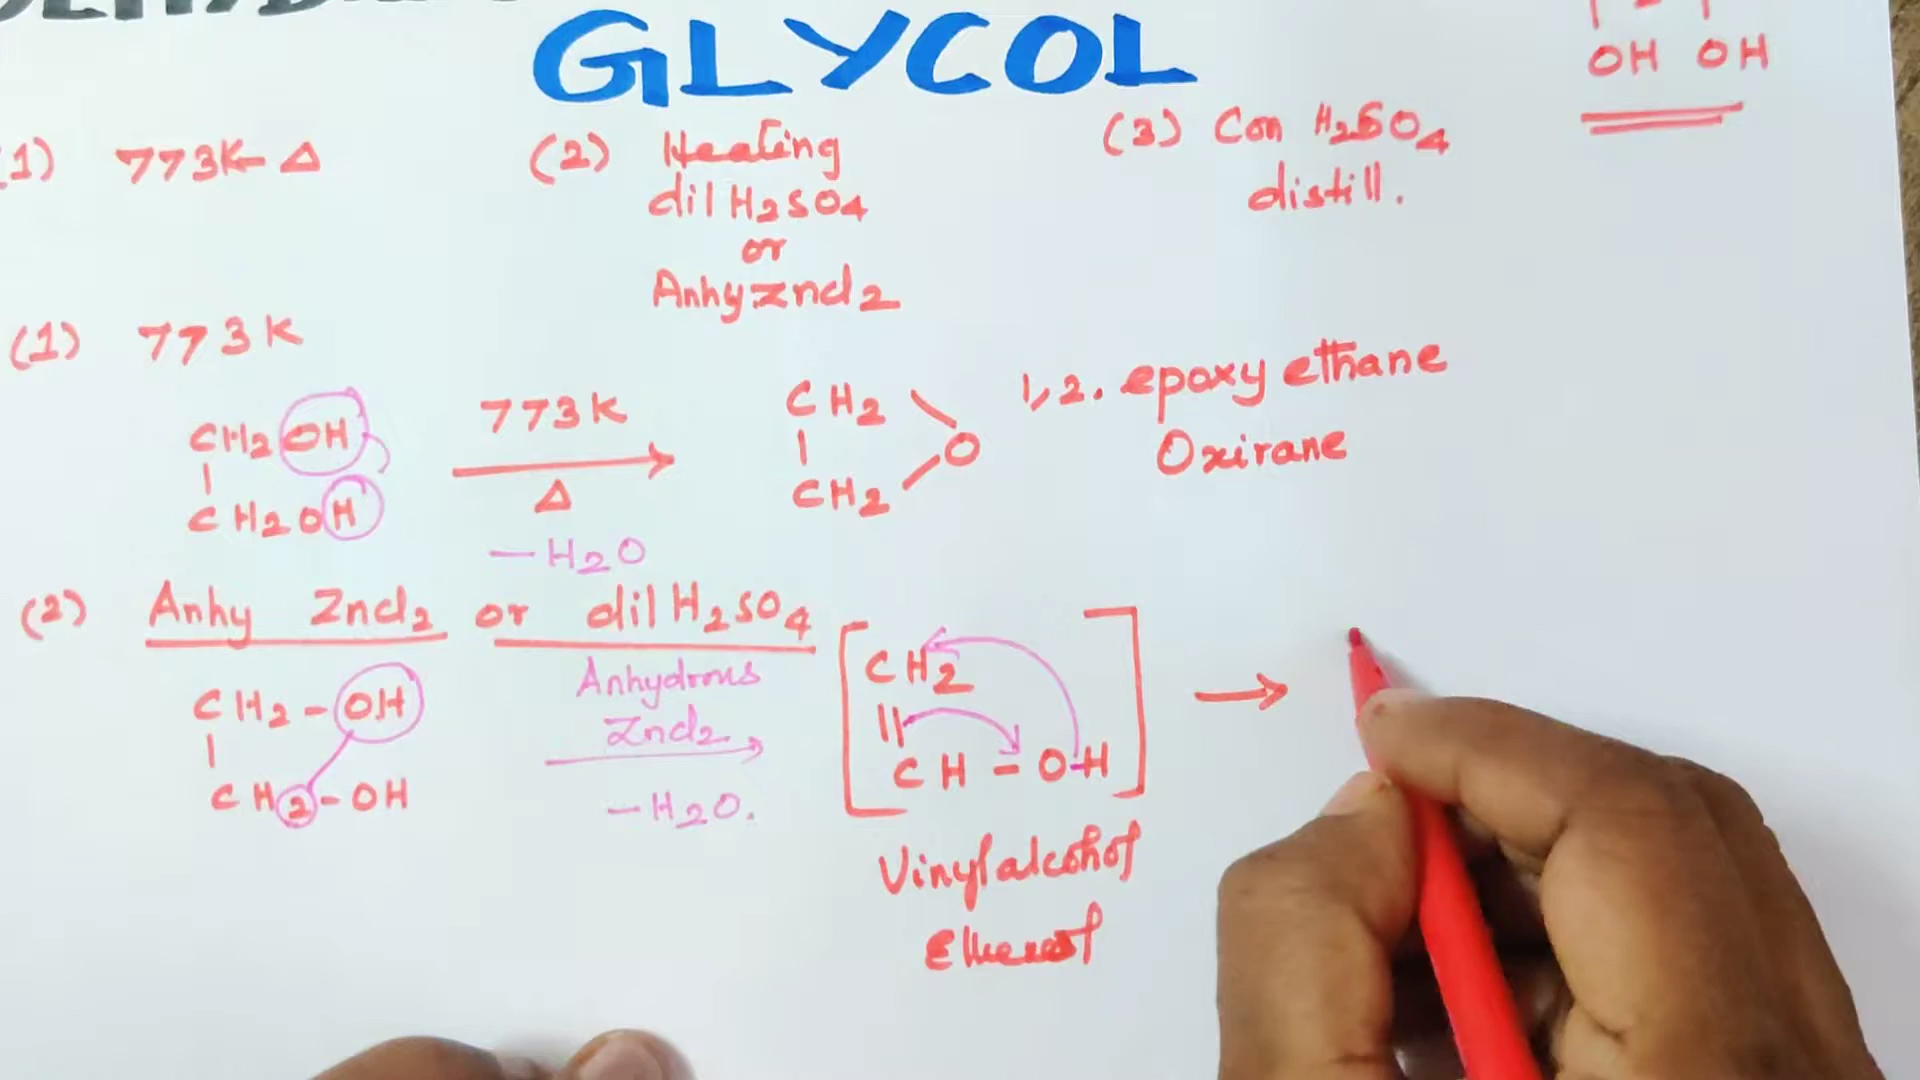 GLYCOL
OH OH
(1) 773K-Δ
(2) Heating
dil H2SO4
or
Anhy Zncl2
(3) Con H2SO4
distill.
(1) 773K
CH2OH
|
CH2OH
773K
Δ
-H2O
CH2
|
CH2
O
1,2. epoxy ethane
Oxirane
(2) Anhy Zncl2 or dil H2SO4
CH2-OH
|
CH2-OH
Anhydrous
Zncl2
-H2O.
CH2
||
CH-O-H
Vinyl alcohol
Ethenol